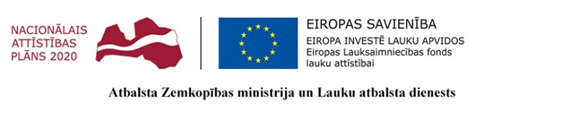 NACIONĀLAIS
ATTĪSTĪBAS
PLĀNS 2020
EIROPAS SAVIENĪBA
EIROPA INVESTĒ LAUKU APVIDOS
Eiropas Lauksaimniecības fonds
lauku attīstībai
Atbalsta Zemkopības ministrija un Lauku atbalsta dienests